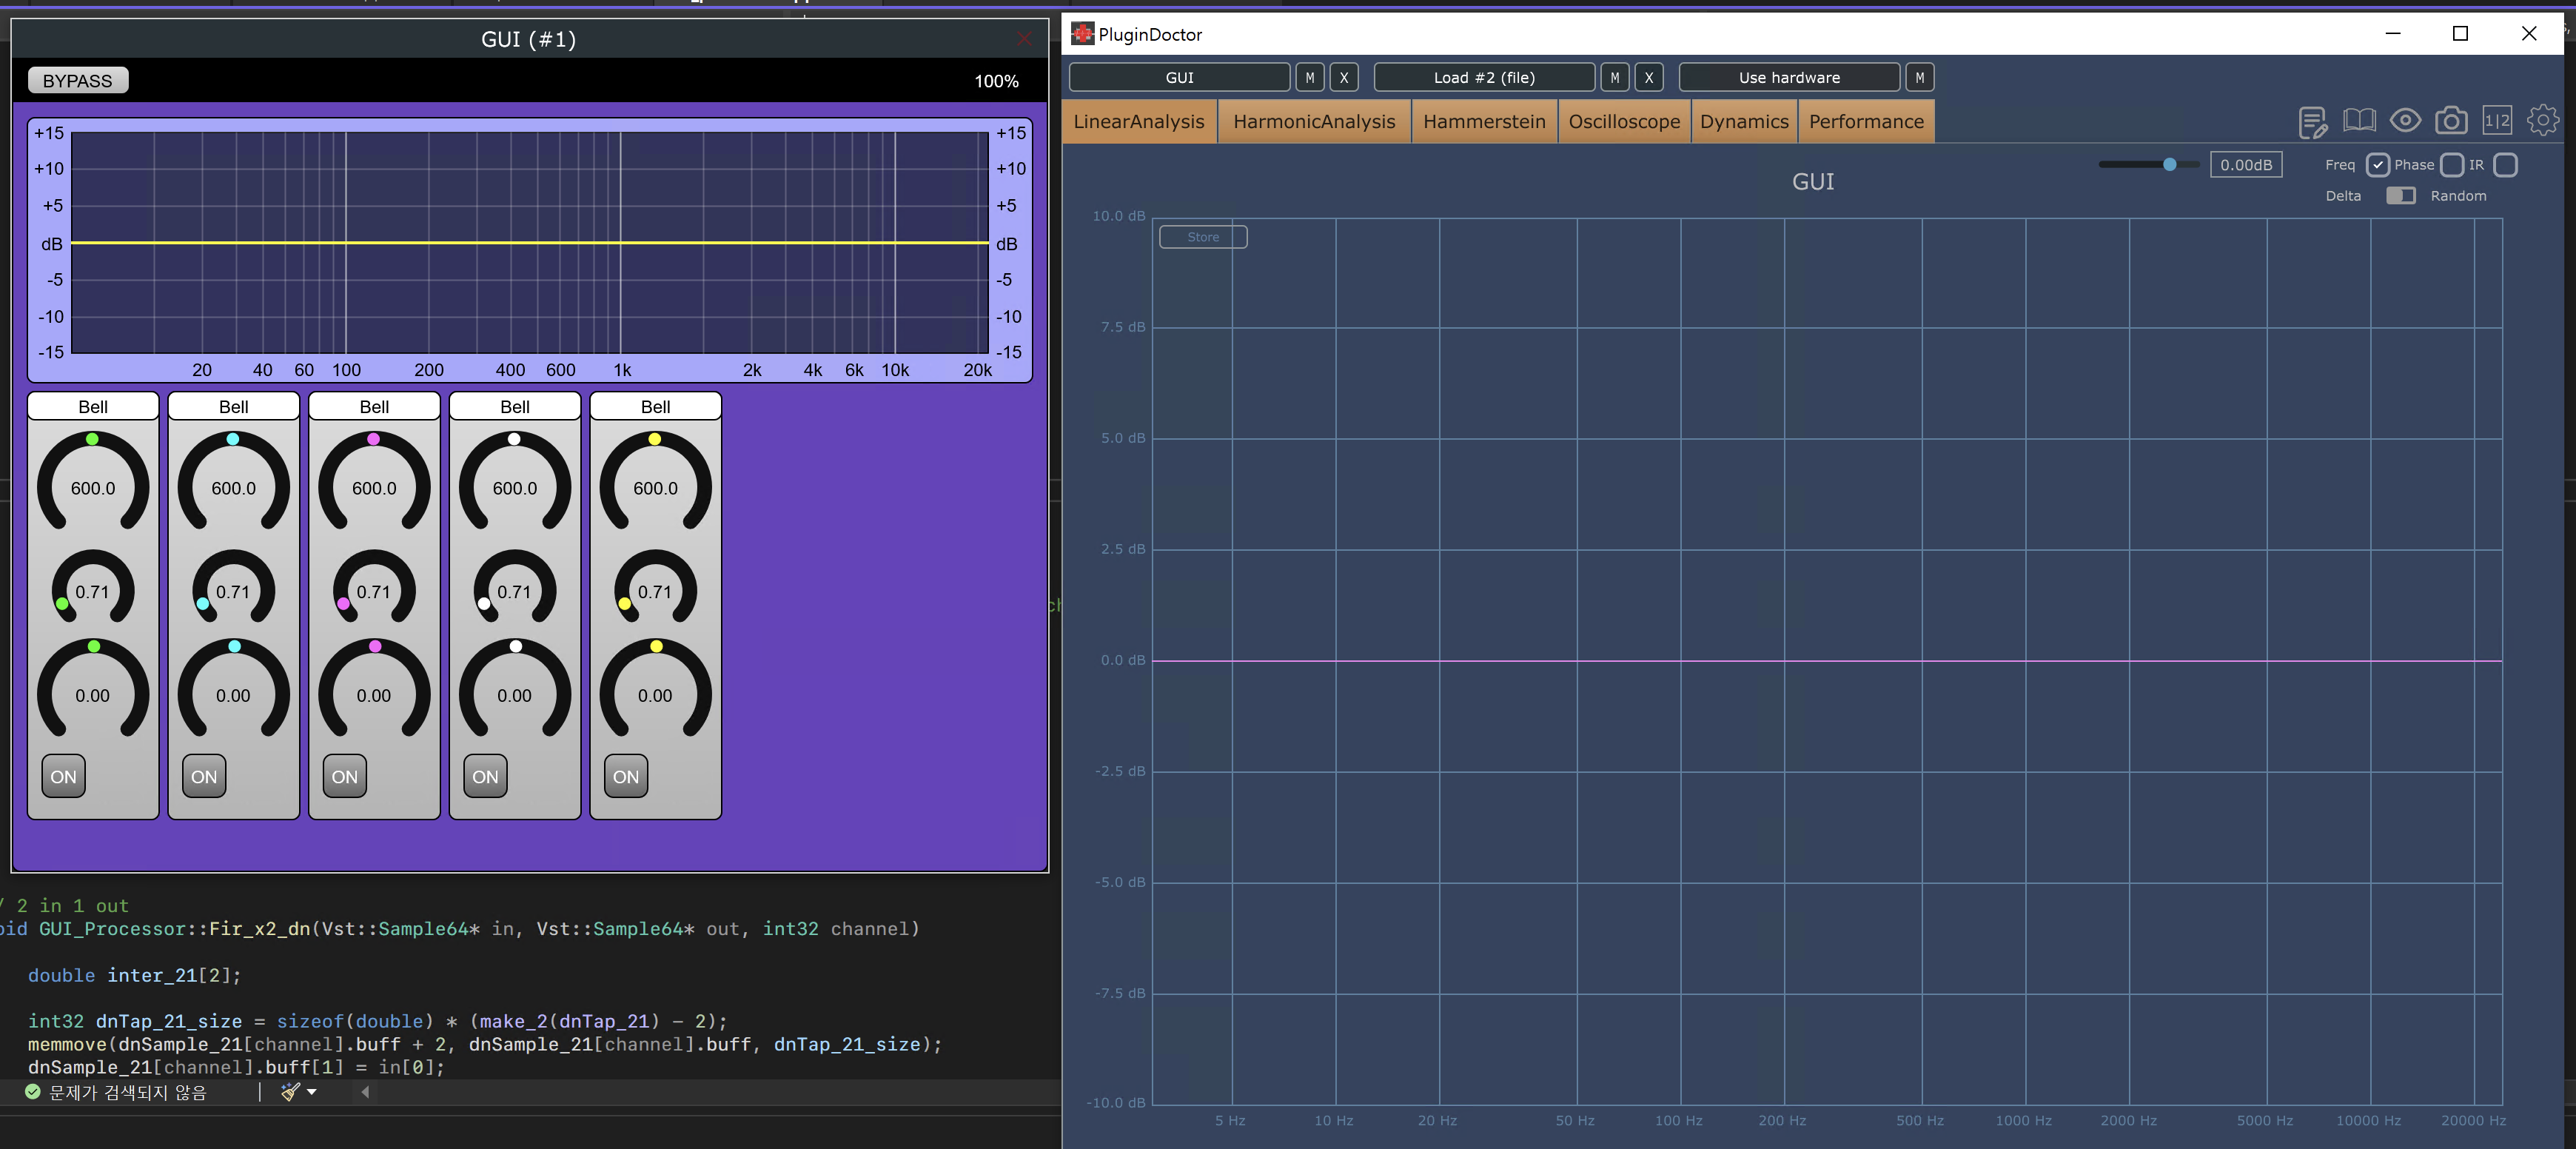 GUI (#1)
BYPASS
100%
+15
+10
+5
dB
-5
-10
-15
+15
+10
+5
dB
-5
-10
-15
20 40 60 100 200 400 600 1k 2k 4k 6k 10k 20k
Bell Bell Bell Bell Bell
600.0 600.0 600.0 600.0 600.0
0.71 0.71 0.71 0.71 0.71
0.00 0.00 0.00 0.00 0.00
ON ON ON ON ON
/ 2 in 1 out
oid GUI_Processor::Fir_x2_dn(Vst::Sample64* in, Vst::Sample64* out, int32 channel)
double inter_21[2];
int32 dnTap_21_size = sizeof(double) * (make_2(dnTap_21) - 2);
memmove(dnSample_21[channel].buff + 2, dnSample_21[channel].buff, dnTap_21_size);
dnSample_21[channel].buff[1] = in[0];
문제가 검색되지 않음
PluginDoctor
GUI M X Load #2 (file) M X Use hardware M
LinearAnalysis HarmonicAnalysis Hammerstein Oscilloscope Dynamics Performance
1|2
0.00dB
Freq Phase IR
Delta Random
GUI
Store
10.0 dB
7.5 dB
5.0 dB
2.5 dB
0.0 dB
-2.5 dB
-5.0 dB
-7.5 dB
-10.0 dB
5 Hz 10 Hz 20 Hz 50 Hz 100 Hz 200 Hz 500 Hz 1000 Hz 2000 Hz 5000 Hz 10000 Hz 20000 Hz